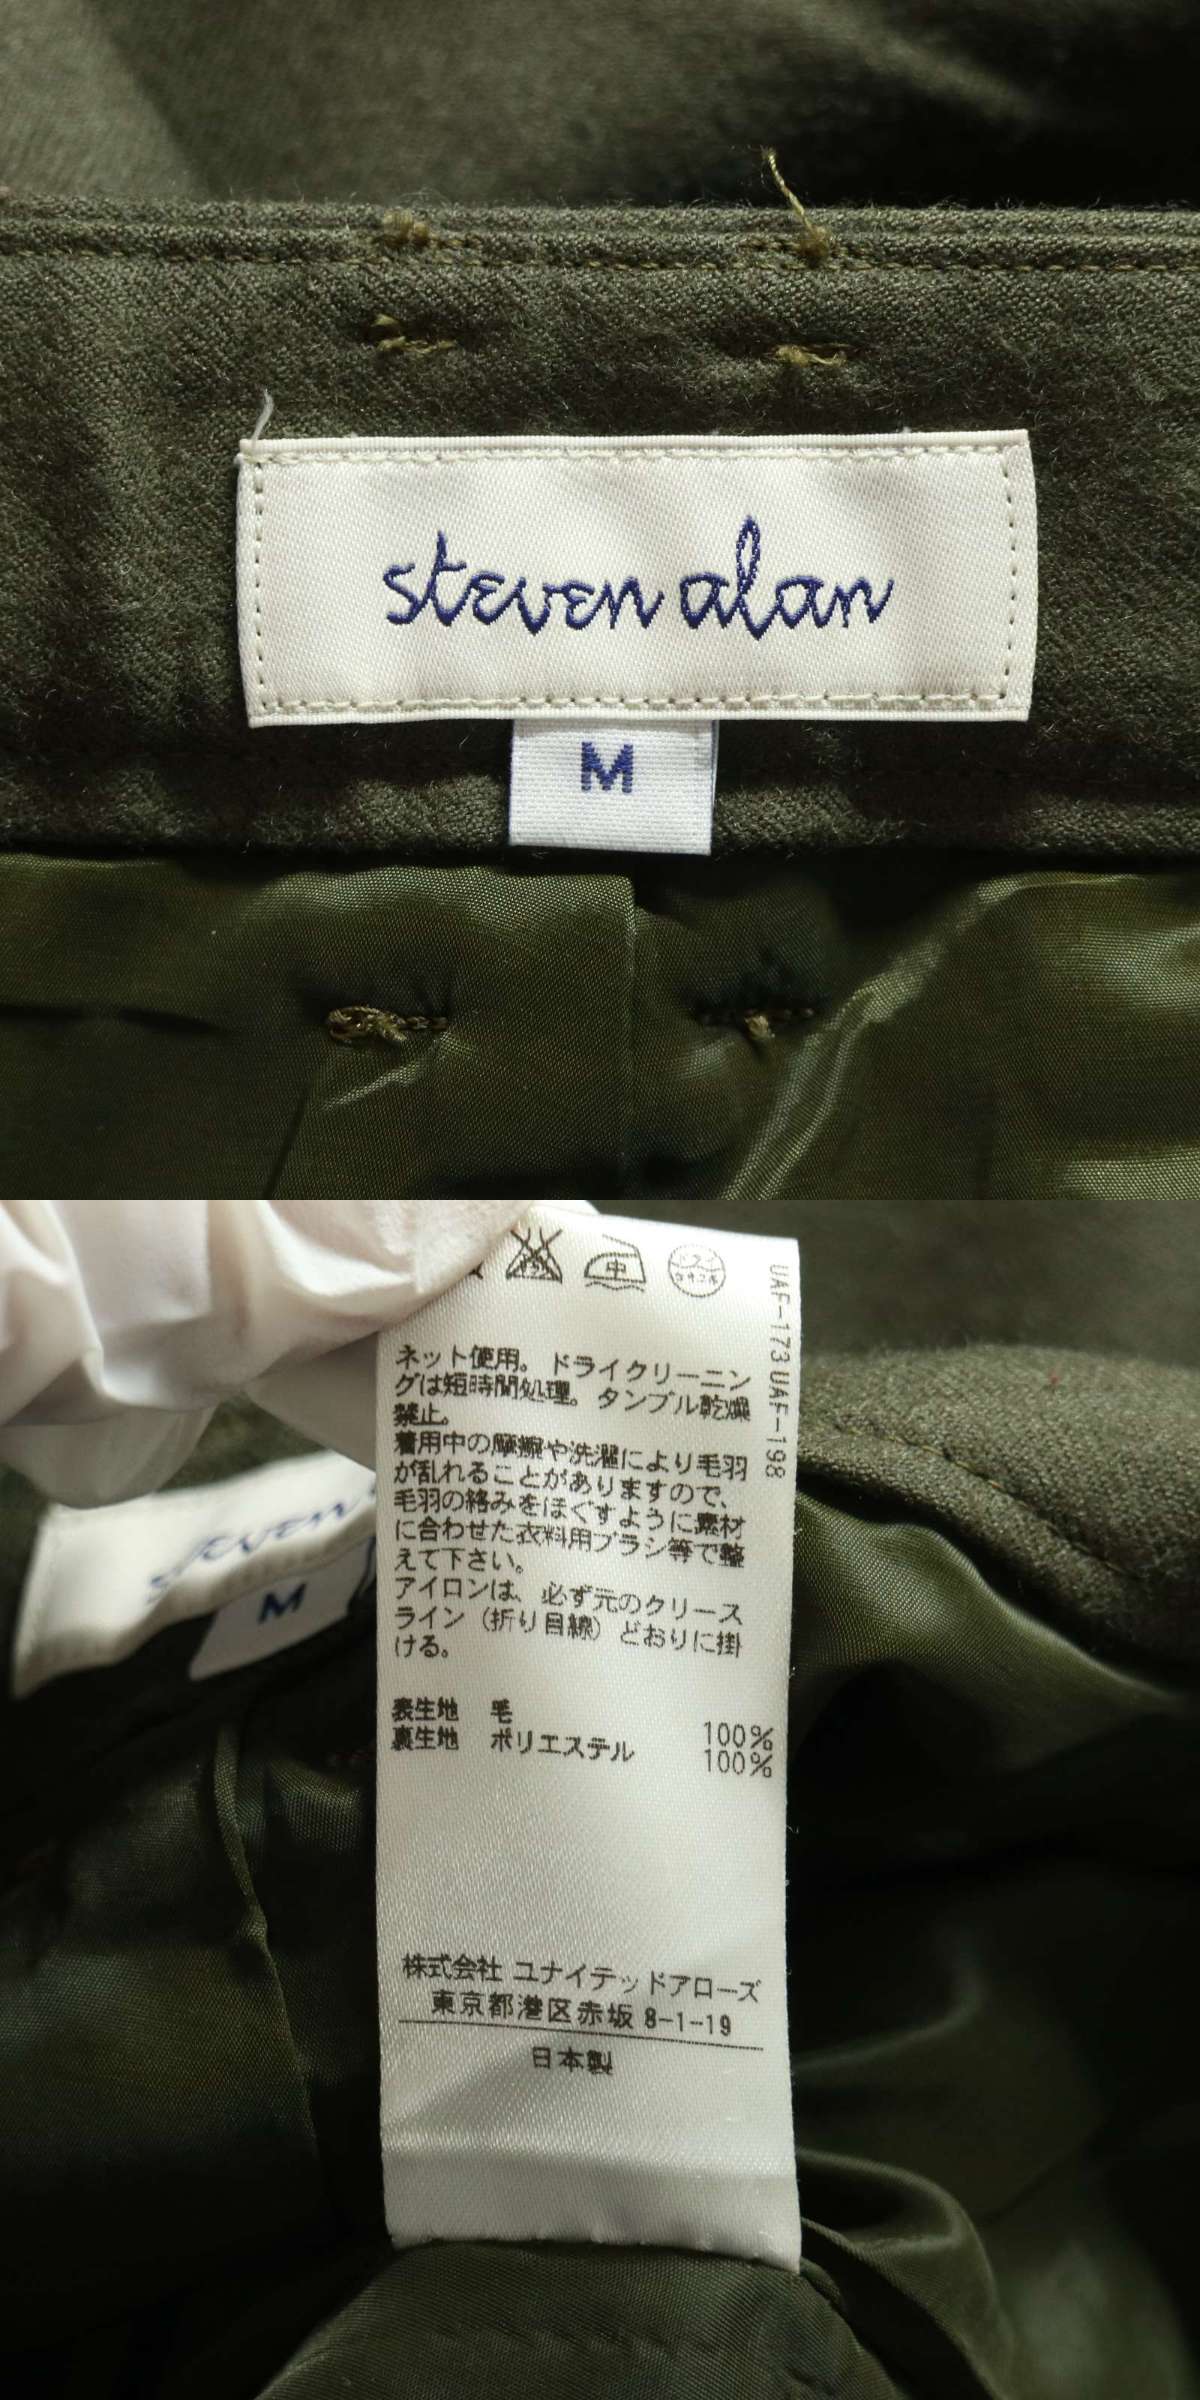 steven alan
M
中
UAF-173 UAF-198
ネット使用。ドライクリーニン
グは短時間処理。タンブル乾燥
禁止。
着用中の摩擦や洗濯により毛羽
が乱れることがありますので、
毛羽の絡みをほぐすように素材
に合わせた衣料用ブラシ等で整
えて下さい。
アイロンは、必ず元のクリース
ライン（折り目線）どおりに掛
ける。
表生地 毛 100%
裏生地 ポリエステル 100%
株式会社 ユナイテッドアローズ
東京都港区赤坂 8-1-19
日本製
steven
M